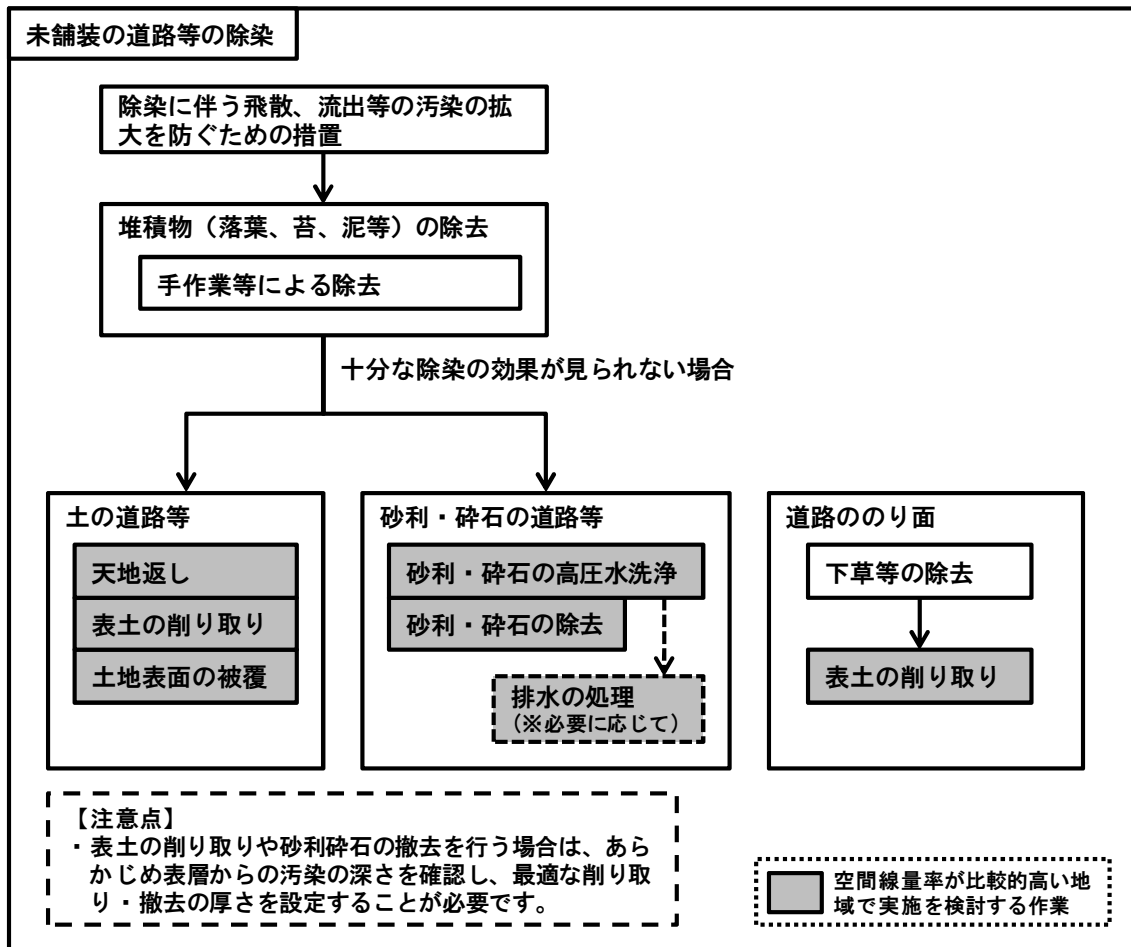 未舗装の道路等の除染
除染に伴う飛散、流出等の汚染の拡
大を防ぐための措置
堆積物（落葉、苔、泥等）の除去
手作業等による除去
十分な除染の効果が見られない場合
土の道路等
天地返し
表土の削り取り
土地表面の被覆
砂利・砕石の道路等
砂利・砕石の高圧水洗浄
砂利・砕石の除去
排水の処理
（※必要に応じて）
道路ののり面
下草等の除去
表土の削り取り
【注意点】
・表土の削り取りや砂利砕石の撤去を行う場合は、あら
かじめ表層からの汚染の深さを確認し、最適な削り取
り・撤去の厚さを設定することが必要です。
空間線量率が比較的高い地
域で実施を検討する作業